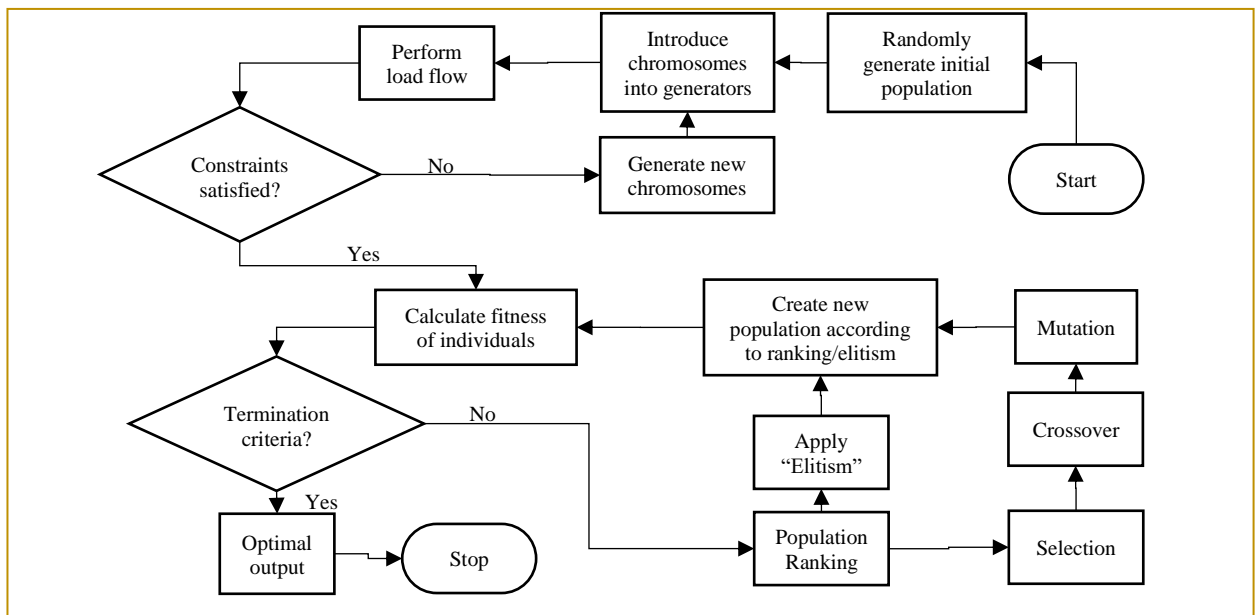 Perform
load flow
Introduce
chromosomes
into generators
Randomly
generate initial
population
Constraints
satisfied?
No
Generate new
chromosomes
Start
Yes
Calculate fitness
of individuals
Create new
population according
to ranking/elitism
Mutation
Termination
criteria?
No
Apply
“Elitism”
Crossover
Yes
Optimal
output
Stop
Population
Ranking
Selection